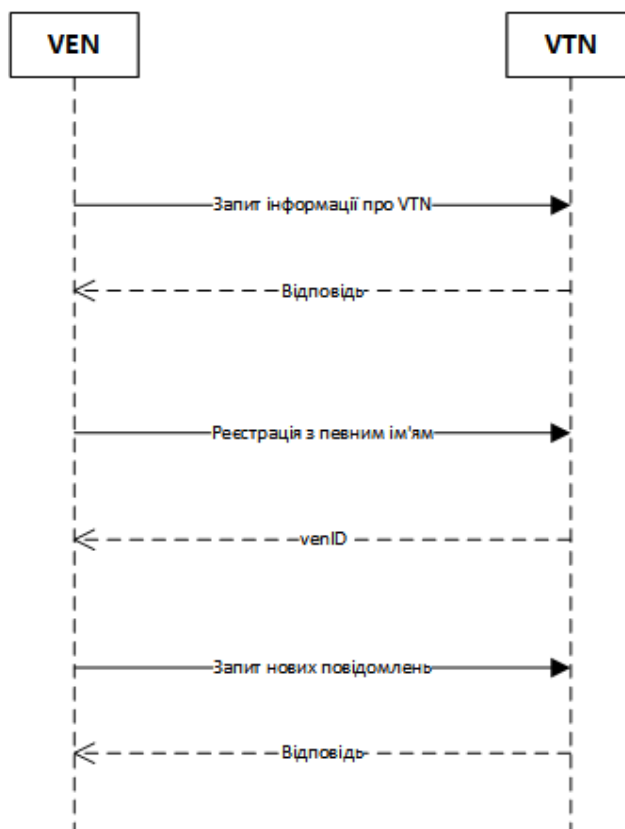 VEN
VTN
Запит інформації про VTN
Відповідь
Реєстрація з певним ім'ям
venID
Запит нових повідомлень
Відповідь